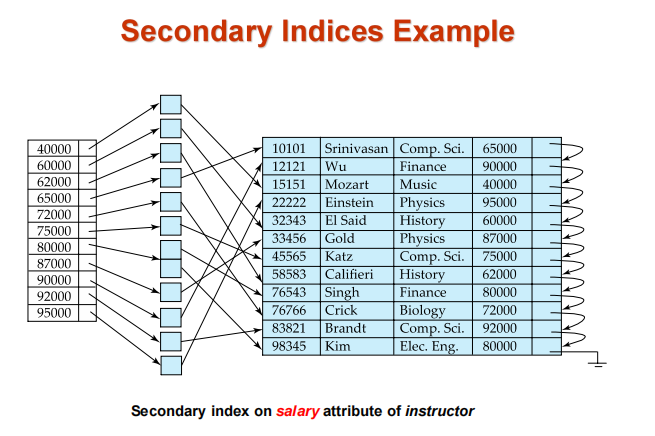 Secondary Indices Example
40000
60000
62000
65000
72000
75000
80000
87000
90000
92000
95000
10101 Srinivasan Comp. Sci. 65000
12121 Wu Finance 90000
15151 Mozart Music 40000
22222 Einstein Physics 95000
32343 El Said History 60000
33456 Gold Physics 87000
45565 Katz Comp. Sci. 75000
58583 Califieri History 62000
76543 Singh Finance 80000
76766 Crick Biology 72000
83821 Brandt Comp. Sci. 92000
98345 Kim Elec. Eng. 80000
Secondary index on salary attribute of instructor